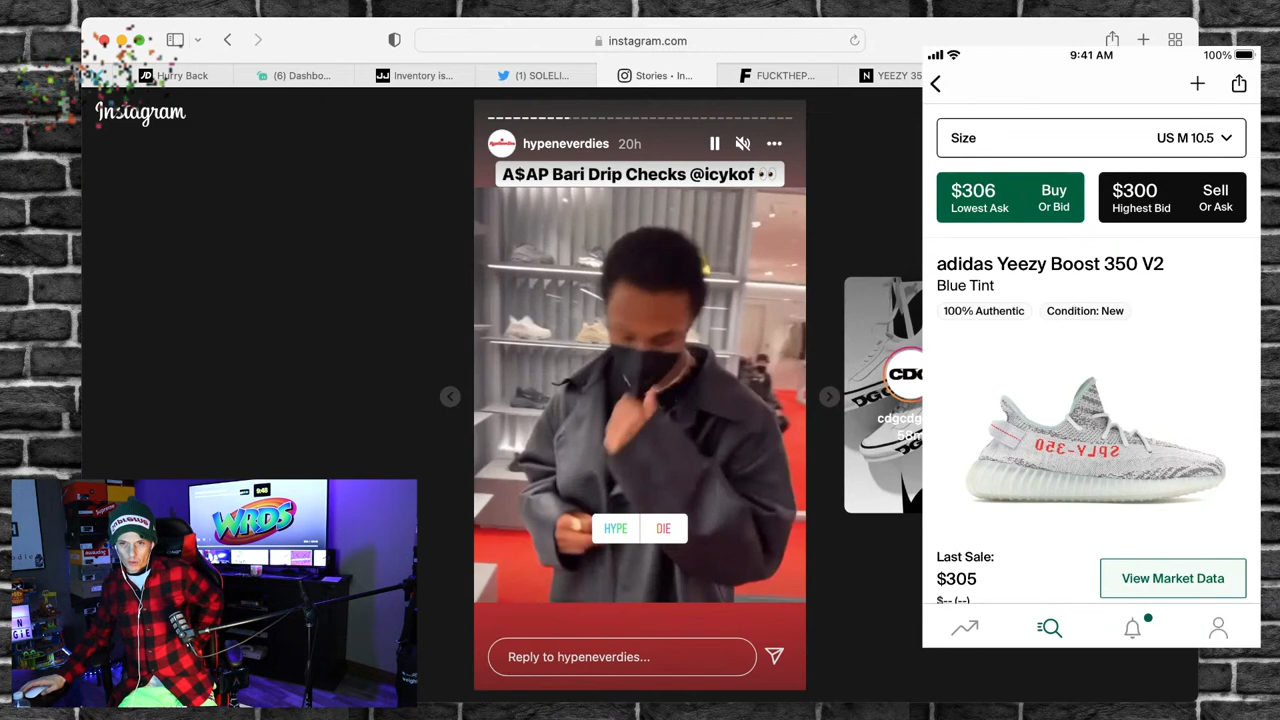 instagram.com
Hurry Back
(6) Dashbo...
Inventory is...
(1) SOLELI...
Stories • In...
FUCKTHEP...
YEEZY 35
Instagram
hypeneverdies 20h
A$AP Bari Drip Checks @icykof 👀
HYPE DIE
Reply to hypeneverdies...
CDG
cdgcdg
58m
WRDS
9:41 AM
100%
Size
US M 10.5
$306
Lowest Ask
Buy
Or Bid
$300
Highest Bid
Sell
Or Ask
adidas Yeezy Boost 350 V2
Blue Tint
100% Authentic
Condition: New
SPLY-350
Last Sale:
$305
$-- (--)
View Market Data